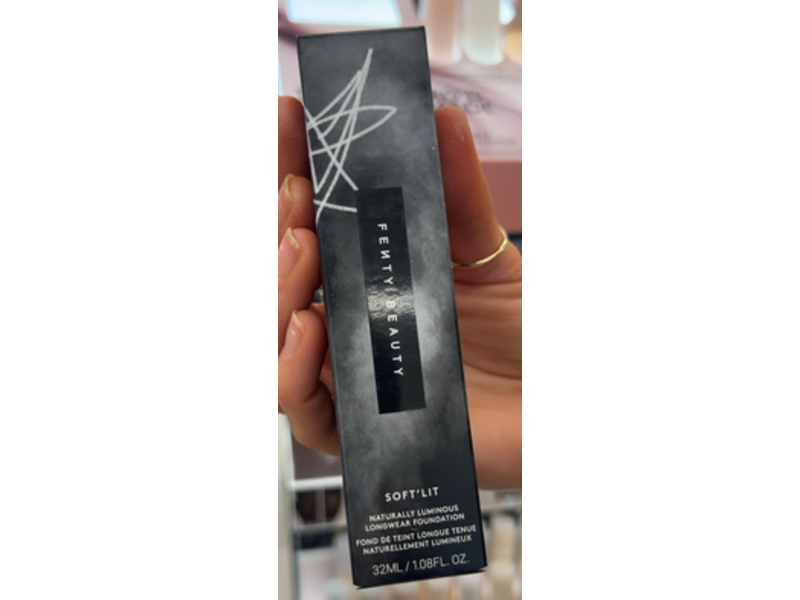 FENTY BEAUTY
SOFT'LIT
NATURALLY LUMINOUS
LONGWEAR FOUNDATION
FOND DE TEINT LONGUE TENUE
NATURELLEMENT LUMINEUX
32ML / 1.08FL. OZ.